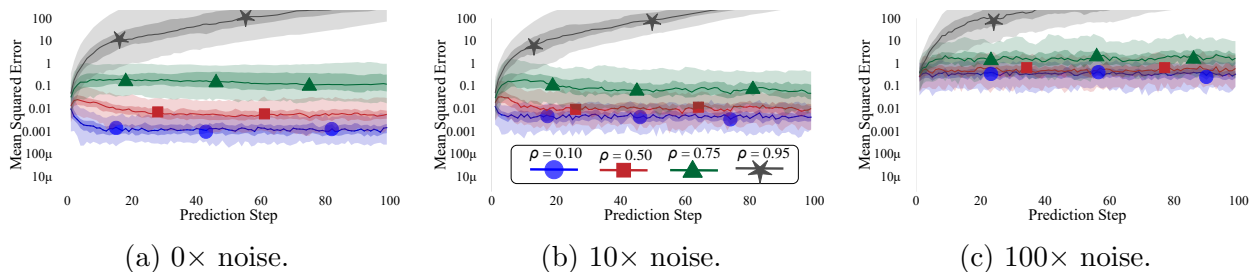 Mean Squared Error
100
10
1
0.1
0.01
0.001
100μ
10μ
0 20 40 60 80 100
Prediction Step
(a) 0× noise.
Mean Squared Error
100
10
1
0.1
0.01
0.001
100μ
10μ
ρ = 0.10 ρ = 0.50 ρ = 0.75 ρ = 0.95
0 20 40 60 80 100
Prediction Step
(b) 10× noise.
Mean Squared Error
100
10
1
0.1
0.01
0.001
100μ
10μ
0 20 40 60 80 100
Prediction Step
(c) 100× noise.